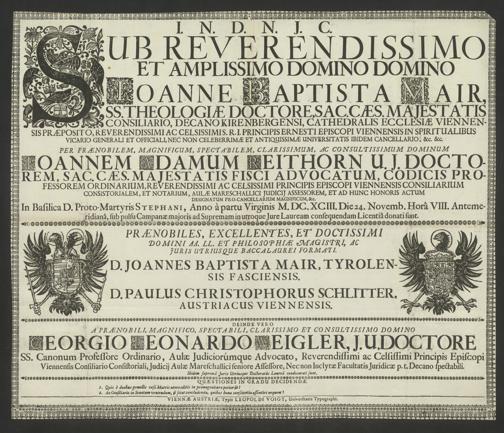 I. N. D. N. J. C.
SUB REVERENDISSIMO
ET AMPLISSIMO DOMINO DOMINO
IOANNE BAPTISTA MAIR
SS. THEOLOGIÆ DOCTORE, SAC. CÆS. MAJESTATIS
CONSILIARIO, DECANO KIRENBERGENSI, CATHEDRALIS ECCLESIÆ VIENNEN-
SIS PRÆPOSITO, REVERENDISSIMI AC CELSISSIMI S. R. I. PRINCIPIS ERNESTI EPISCOPI VIENNENSIS IN SPIRITUALIBUS
VICARIO GENERALI ET OFFICIALI, NEC NON CELEBERRIMÆ ET ANTIQUISSIMÆ UNIVERSITATIS IBIDEM CANCELLARIO, &c. &c.
PER PRÆNOBILEM, MAGNIFICUM, SPECTABILEM, CLARISSIMUM, AC CONSULTISSIMUM DOMINUM
IOANNEM ADAMUM EITHORN U. J. DOCTO-
REM, SAC. CÆS. MAJESTATIS FISCI ADVOCATUM, CODICIS PRO-
FESSOREM ORDINARIUM, REVERENDISSIMI AC CELSISSIMI PRINCIPIS EPISCOPI VIENNENSIS CONSILIARIUM
CONSISTORIALEM, ET NOTARIUM, AULÆ MARESCHALLICI JUDICIJ ASSESSOREM, ET AD HUNC HONORIS ACTUM
DESIGNATUM PRO-CANCELLARIUM MAGNIFICUM, &c.
In Basilica D. Proto-Martyris STEPHANI, Anno à partu Virginis M. DC. XCIII. Die 24. Novemb. Horâ VIII. Anteme-
ridianâ, sub pulsu Campanæ majoris ad Supremam in utroque Jure Lauream consequendam Licentiâ donati sunt.
PRÆNOBILES, EXCELLENTES, ET DOCTISSIMI
DOMINI AA. LL. ET PHILOSOPHIÆ MAGISTRI, AC
JURIS UTRIUSQUE BACCALAUREI FORMATI.
D. JOANNES BAPTISTA MAIR, TYROLEN-
SIS FASCIENSIS.
D. PAULUS CHRISTOPHORUS SCHLITTER,
AUSTRIACUS VIENNENSIS.
DEINDE VERO
A PRÆNOBILI, MAGNIFICO, SPECTABILI, CLARISSIMO ET CONSULTISSIMO DOMINO
GEORGIO LEONARDO EIGLER, J. U. DOCTORE
SS. Canonum Professore Ordinario, Aulæ Judiciorúmque Advocato, Reverendissimi ac Celsissimi Principis Episcopi
Viennensis Consiliario Consistoriali, Judicij Aulæ Mareschallici seniore Assessore, Nec non Inclytæ Facultatis Juridicæ p. t. Decano spectabili.
QUÆSTIONES IN GRADU DECIDENDÆ
VIENNÆ AUSTRIÆ, Typis LEOPOLDI VOIGT, Universitatis Typographi.